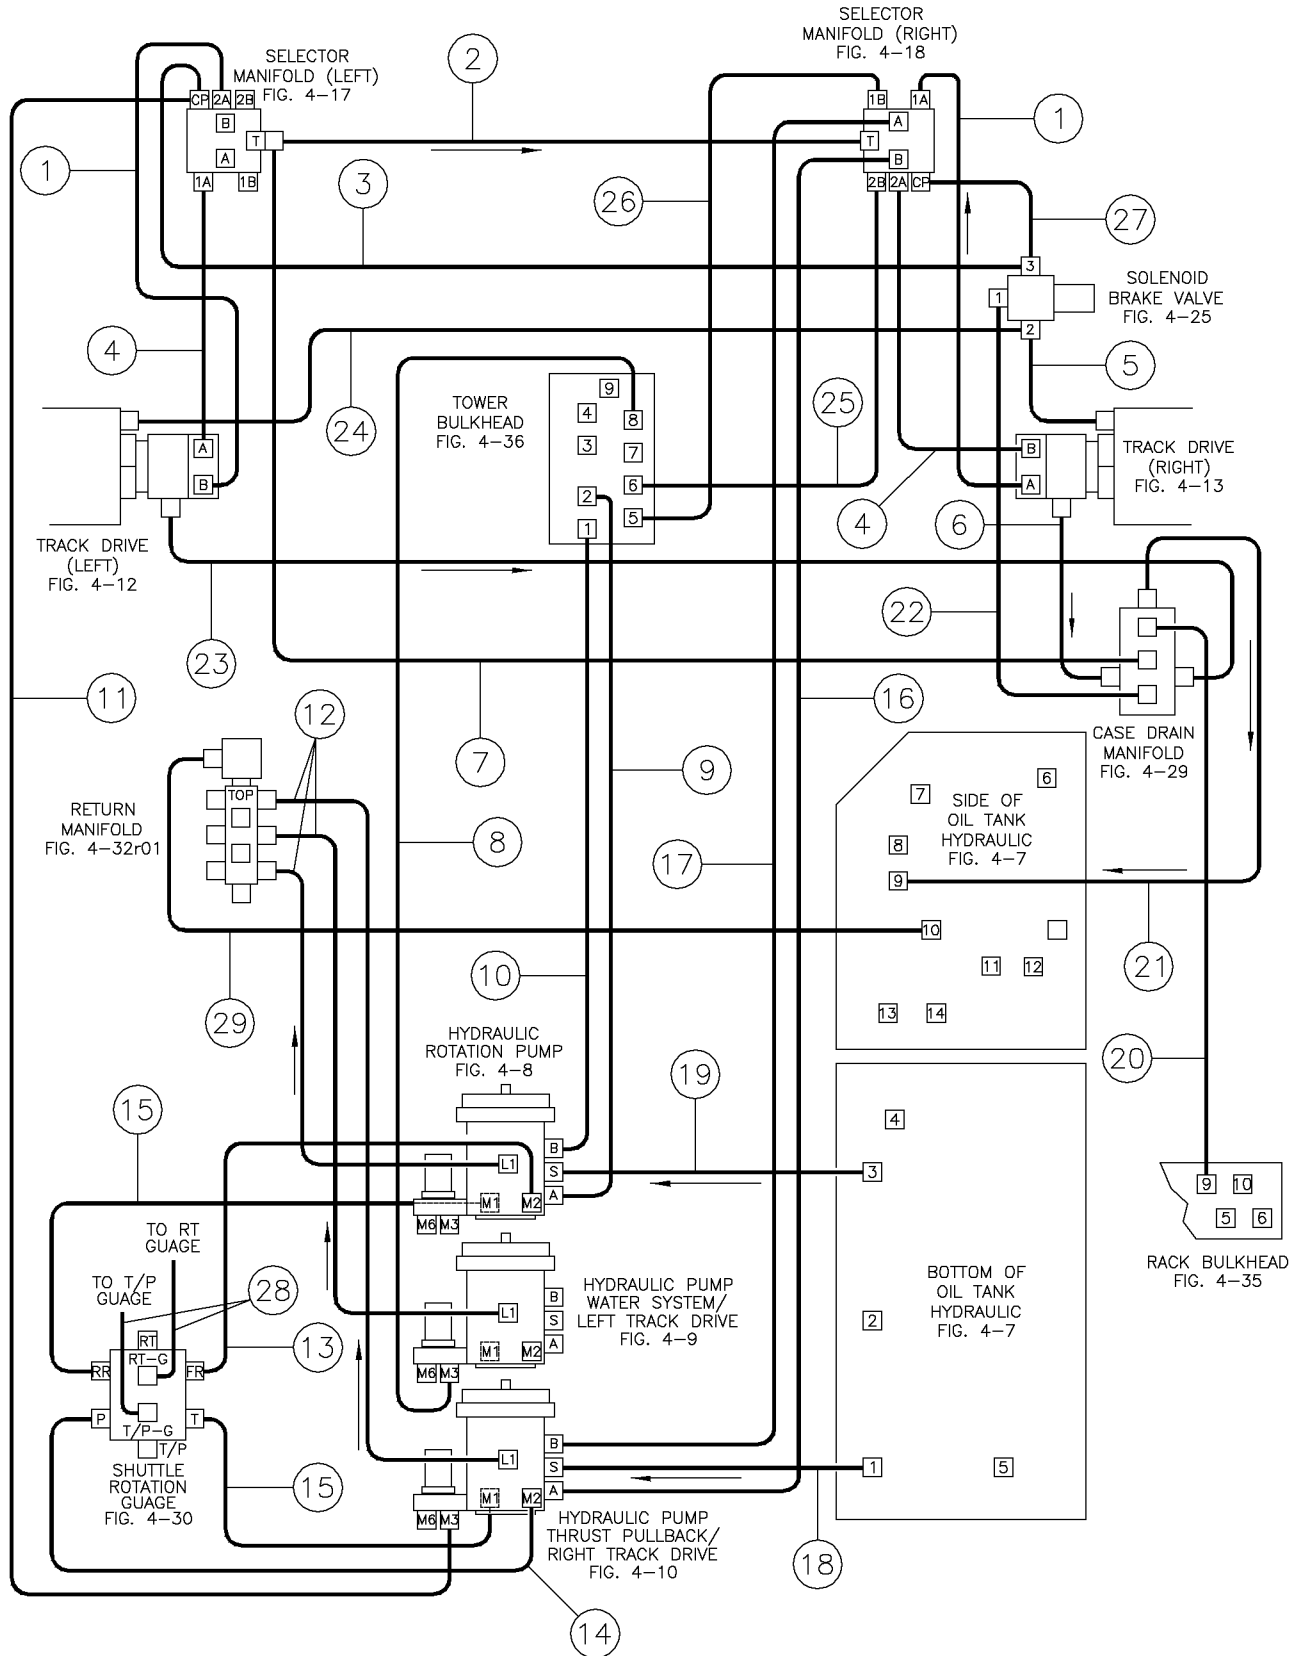 SELECTOR
MANIFOLD (LEFT)
FIG. 4-17
2
SELECTOR
MANIFOLD (RIGHT)
FIG. 4-18
CP 2A 2B
B
A
T
1A 1B
1
3
4
1B 1A
A
T
B
2B 2A CP
1
26
27
3
1
2
SOLENOID
BRAKE VALVE
FIG. 4-25
5
24
TOWER
BULKHEAD
FIG. 4-36
9
4
8
3
7
6
2
5
1
25
4
6
A
B
TRACK DRIVE
(LEFT)
FIG. 4-12
B
A
TRACK DRIVE
(RIGHT)
FIG. 4-13
23
22
11
12
7
9
16
CASE DRAIN
MANIFOLD
FIG. 4-29
TOP
RETURN
MANIFOLD
FIG. 4-32r01
8
17
6
7
SIDE OF
OIL TANK
HYDRAULIC
FIG. 4-7
8
9
10
11 12
13 14
21
10
29
20
HYDRAULIC
ROTATION PUMP
FIG. 4-8
19
15
B
L1
S
A
M1 M2
M6 M3
4
3
BOTTOM OF
OIL TANK
HYDRAULIC
FIG. 4-7
2
1
5
9 10
5 6
RACK BULKHEAD
FIG. 4-35
TO RT
GUAGE
TO T/P
GUAGE
28
13
HYDRAULIC PUMP
WATER SYSTEM/
LEFT TRACK DRIVE
FIG. 4-9
B
L1
S
A
M1 M2
M6 M3
RT
RT-G
RR FR
P T
T/P-G
T/P
SHUTTLE
ROTATION
GUAGE
FIG. 4-30
15
B
L1
S
A
M1 M2
M6 M3
HYDRAULIC PUMP
THRUST PULLBACK/
RIGHT TRACK DRIVE
FIG. 4-10
18
14